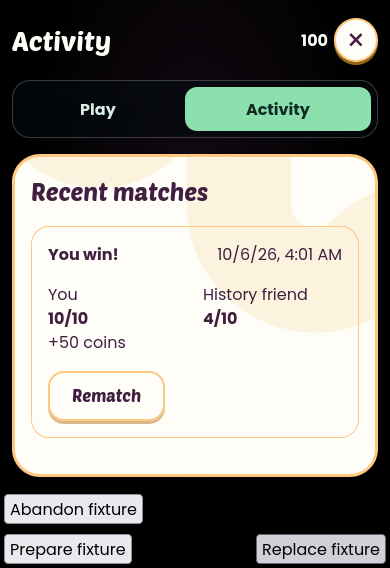 Activity
100
×
Play
Activity
Recent matches
You win!
10/6/26, 4:01 AM
You
History friend
10/10
4/10
+50 coins
Rematch
Abandon fixture
Prepare fixture
Replace fixture